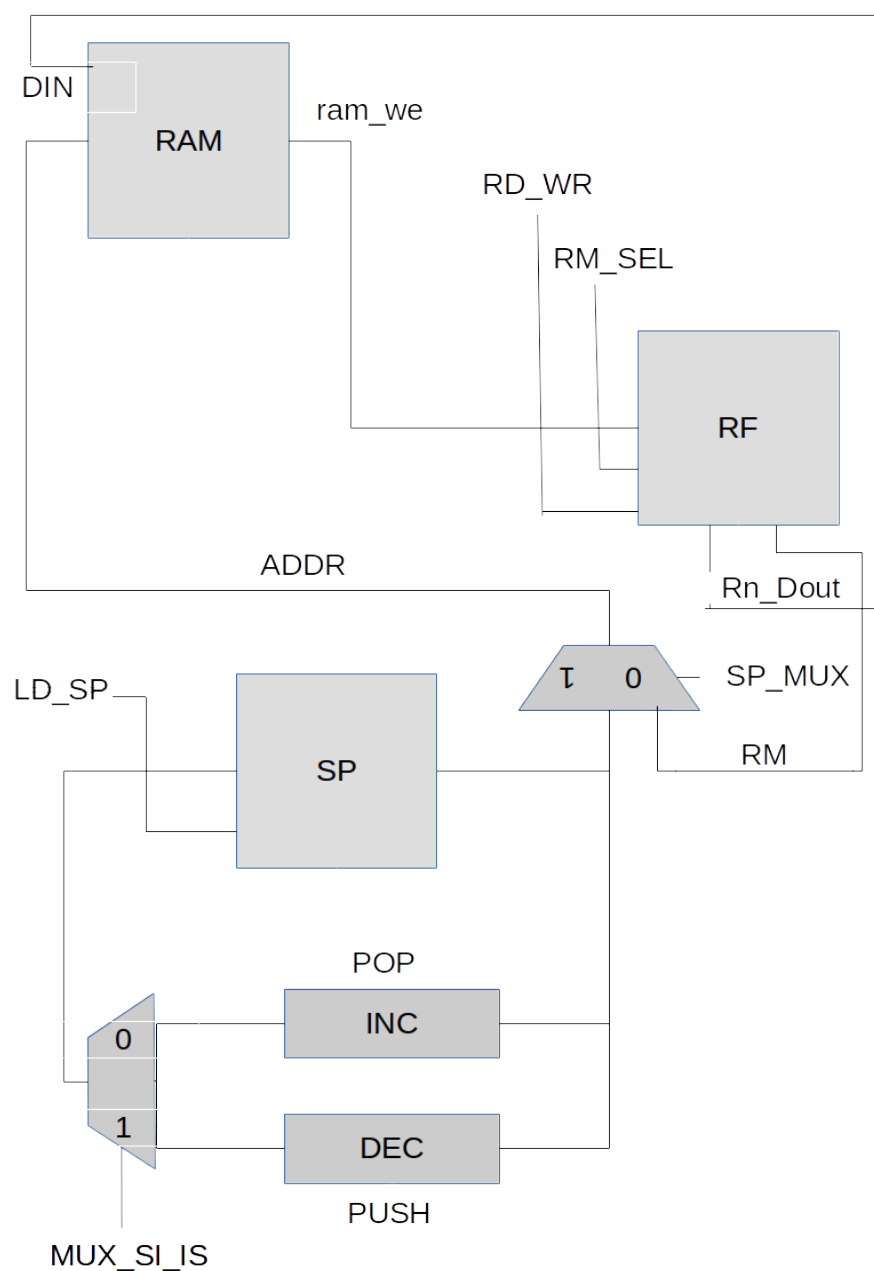 DIN
RAM
ram_we
RD_WR
RM_SEL
RF
ADDR
Rn_Dout
1 0
SP_MUX
LD_SP
SP
RM
POP
INC
0
1
DEC
PUSH
MUX_SI_IS